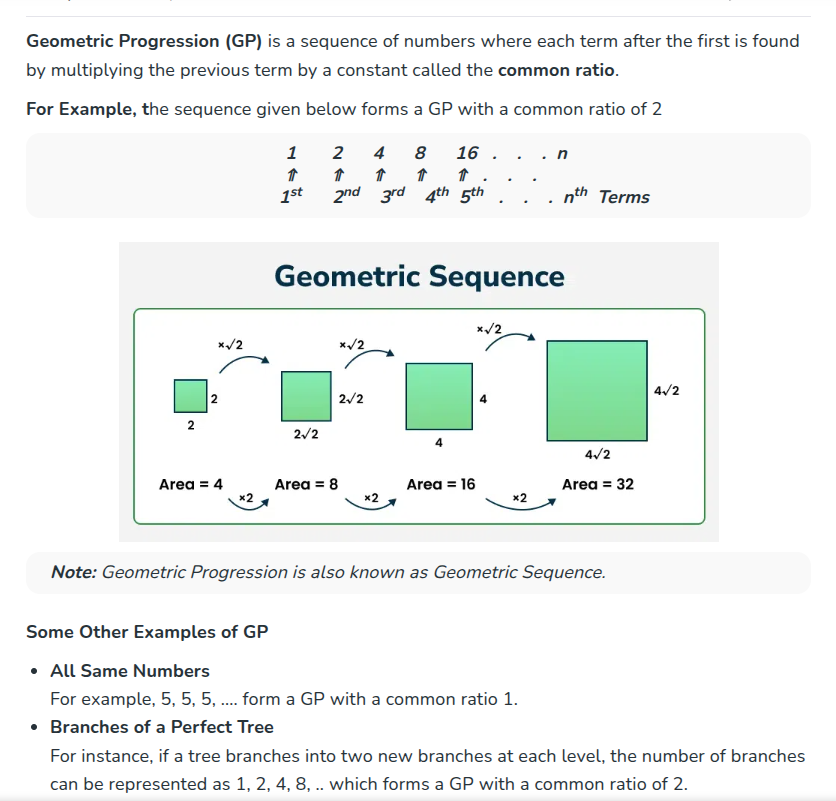 Geometric Progression (GP) is a sequence of numbers where each term after the first is found
by multiplying the previous term by a constant called the common ratio.
For Example, the sequence given below forms a GP with a common ratio of 2
1 2 4 8 16 . . . n
⇑ ⇑ ⇑ ⇑ ⇑ . . .
1st 2nd 3rd 4th 5th . . . nth Terms
Geometric Sequence
×√2 ×√2 ×√2
2 2√2 4 4√2
2 2√2 4 4√2
Area = 4 Area = 8 Area = 16 Area = 32
×2 ×2 ×2
Note: Geometric Progression is also known as Geometric Sequence.
Some Other Examples of GP
• All Same Numbers
For example, 5, 5, 5, .... form a GP with a common ratio 1.
• Branches of a Perfect Tree
For instance, if a tree branches into two new branches at each level, the number of branches
can be represented as 1, 2, 4, 8, .. which forms a GP with a common ratio of 2.